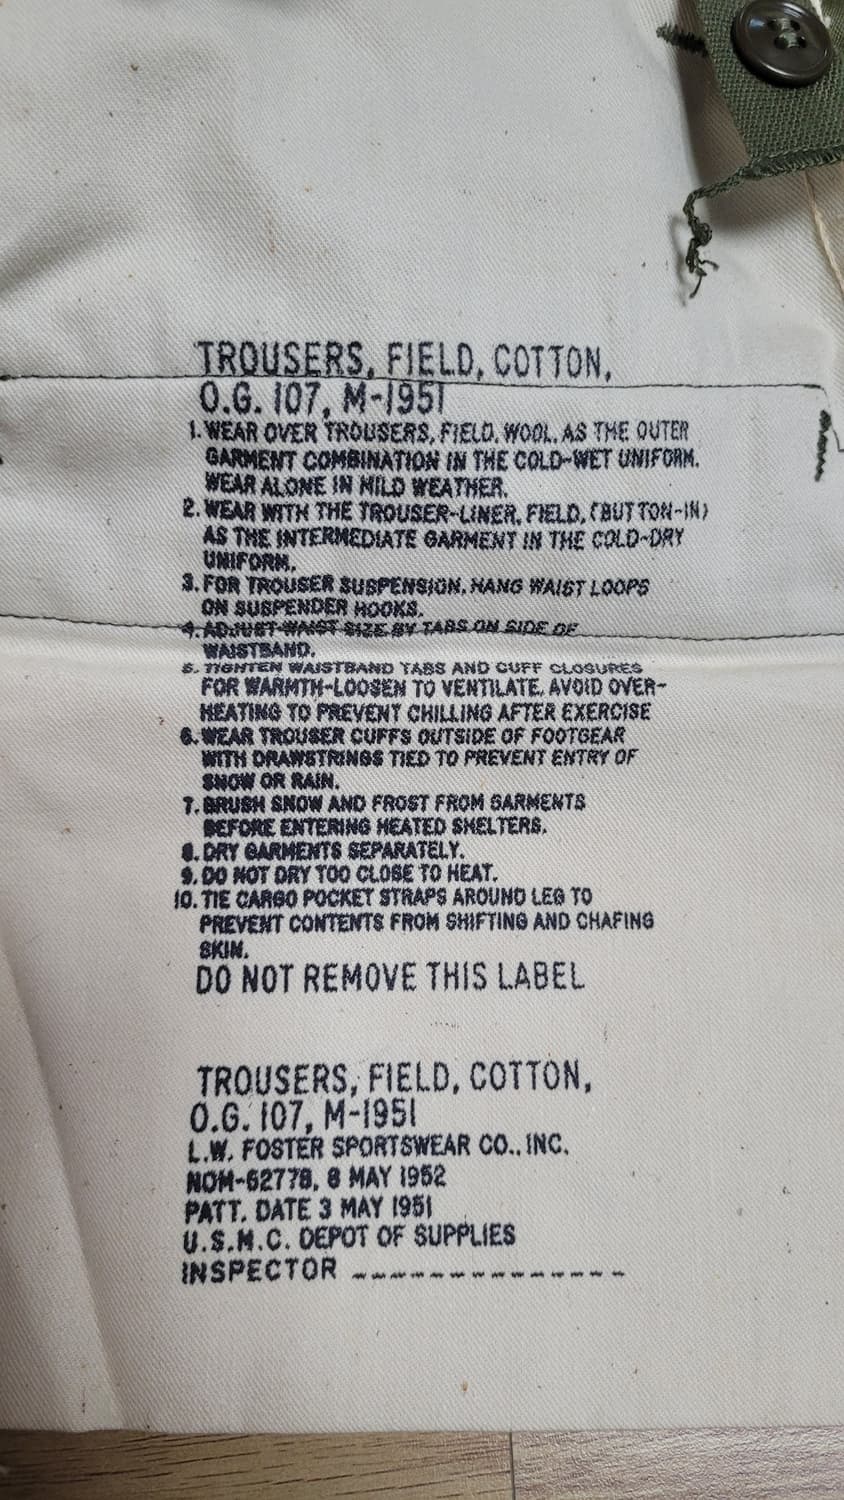 TROUSERS, FIELD, COTTON,
O.G. 107, M-1951
1. WEAR OVER TROUSERS, FIELD, WOOL, AS THE OUTER
GARMENT COMBINATION IN THE COLD-WET UNIFORM.
WEAR ALONE IN MILD WEATHER.
2. WEAR WITH THE TROUSER-LINER, FIELD, (BUTTON-IN)
AS THE INTERMEDIATE GARMENT IN THE COLD-DRY
UNIFORM.
3. FOR TROUSER SUSPENSION, HANG WAIST LOOPS
ON SUSPENDER HOOKS.
4. ADJUST WAIST SIZE BY TABS ON SIDE OF
WAISTBAND.
5. TIGHTEN WAISTBAND TABS AND CUFF CLOSURES
FOR WARMTH-LOOSEN TO VENTILATE. AVOID OVER-
HEATING TO PREVENT CHILLING AFTER EXERCISE
6. WEAR TROUSER CUFFS OUTSIDE OF FOOTGEAR
WITH DRAWSTRINGS TIED TO PREVENT ENTRY OF
SNOW OR RAIN.
7. BRUSH SNOW AND FROST FROM GARMENTS
BEFORE ENTERING HEATED SHELTERS.
8. DRY GARMENTS SEPARATELY.
9. DO NOT DRY TOO CLOSE TO HEAT.
10. TIE CARGO POCKET STRAPS AROUND LEG TO
PREVENT CONTENTS FROM SHIFTING AND CHAFING
SKIN.
DO NOT REMOVE THIS LABEL
TROUSERS, FIELD, COTTON,
O.G. 107, M-1951
L.W. FOSTER SPORTSWEAR CO., INC.
NOM-62778, 8 MAY 1952
PATT. DATE 3 MAY 1951
U.S.M.C. DEPOT OF SUPPLIES
INSPECTOR _______________